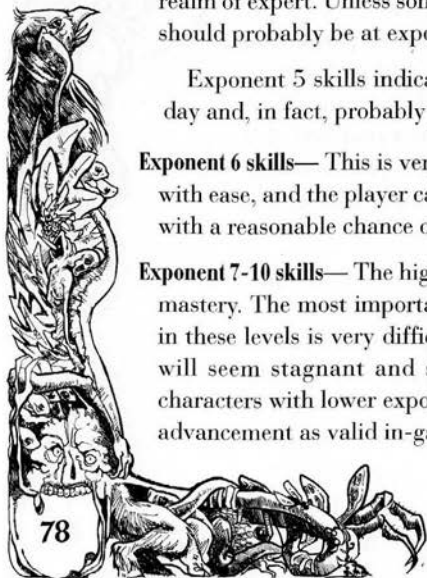 realm of expert. Unless som
should probably be at expo
Exponent 5 skills indica
day and, in fact, probably
Exponent 6 skills— This is ver
with ease, and the player ca
with a reasonable chance o
Exponent 7-10 skills— The hig
mastery. The most importa
in these levels is very diffic
will seem stagnant and s
characters with lower expo
advancement as valid in-ga
78